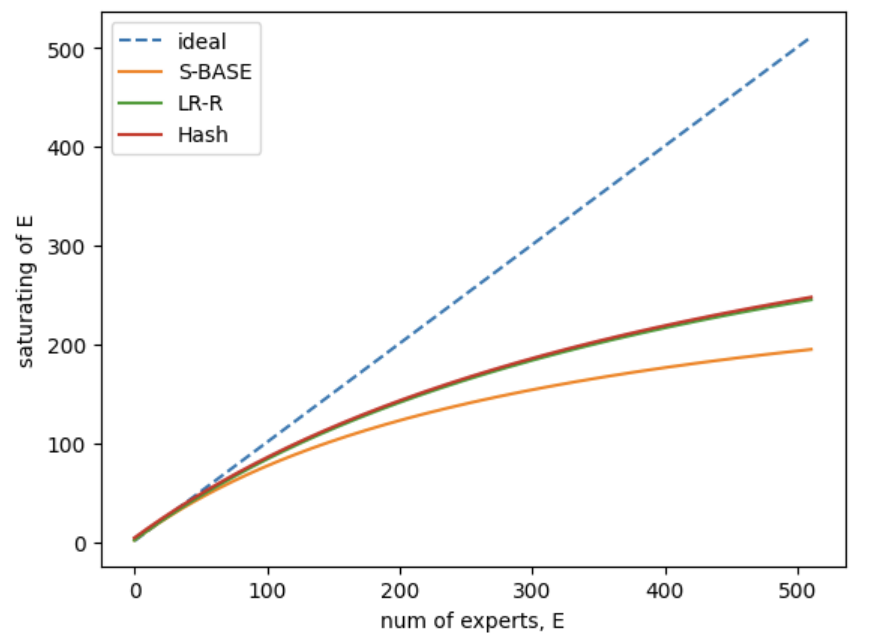 ideal
S-BASE
LR-R
Hash
500
400
300
200
100
0
saturating of E
0 100 200 300 400 500
num of experts, E